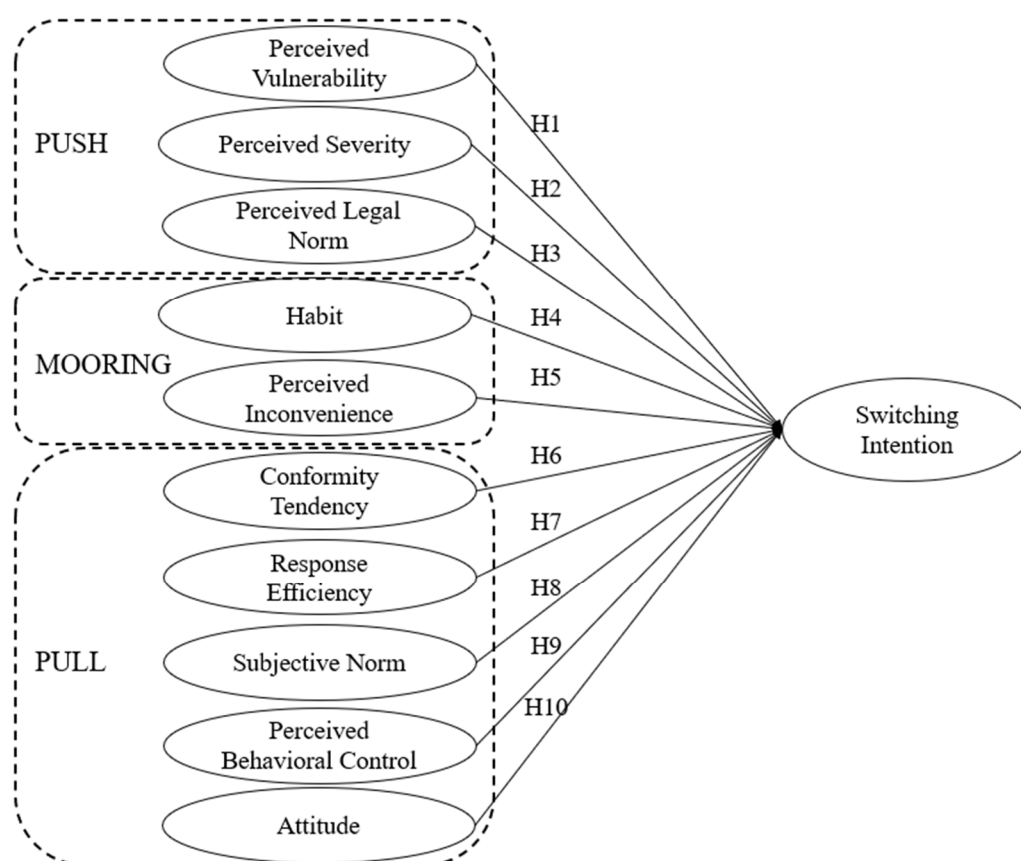 PUSH
Perceived
Vulnerability
Perceived Severity
Perceived Legal
Norm
MOORING
Habit
Perceived
Inconvenience
PULL
Conformity
Tendency
Response
Efficiency
Subjective Norm
Perceived
Behavioral Control
Attitude
H1
H2
H3
H4
H5
H6
H7
H8
H9
H10
Switching
Intention